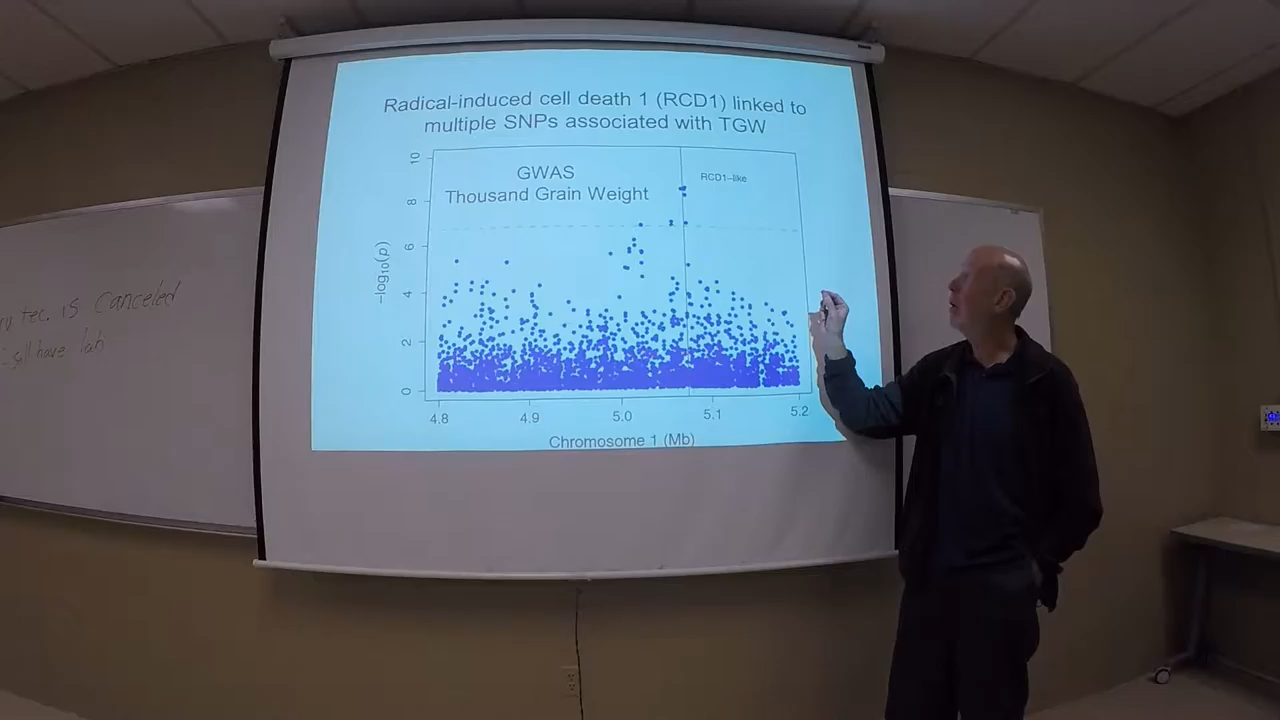 Radical-induced cell death 1 (RCD1) linked to
multiple SNPs associated with TGW
GWAS
Thousand Grain Weight
RCD1-like
-log10(p)
10
8
6
4
2
0
4.8 4.9 5.0 5.1 5.2
Chromosome 1 (Mb)
tec. is canceled
have lab